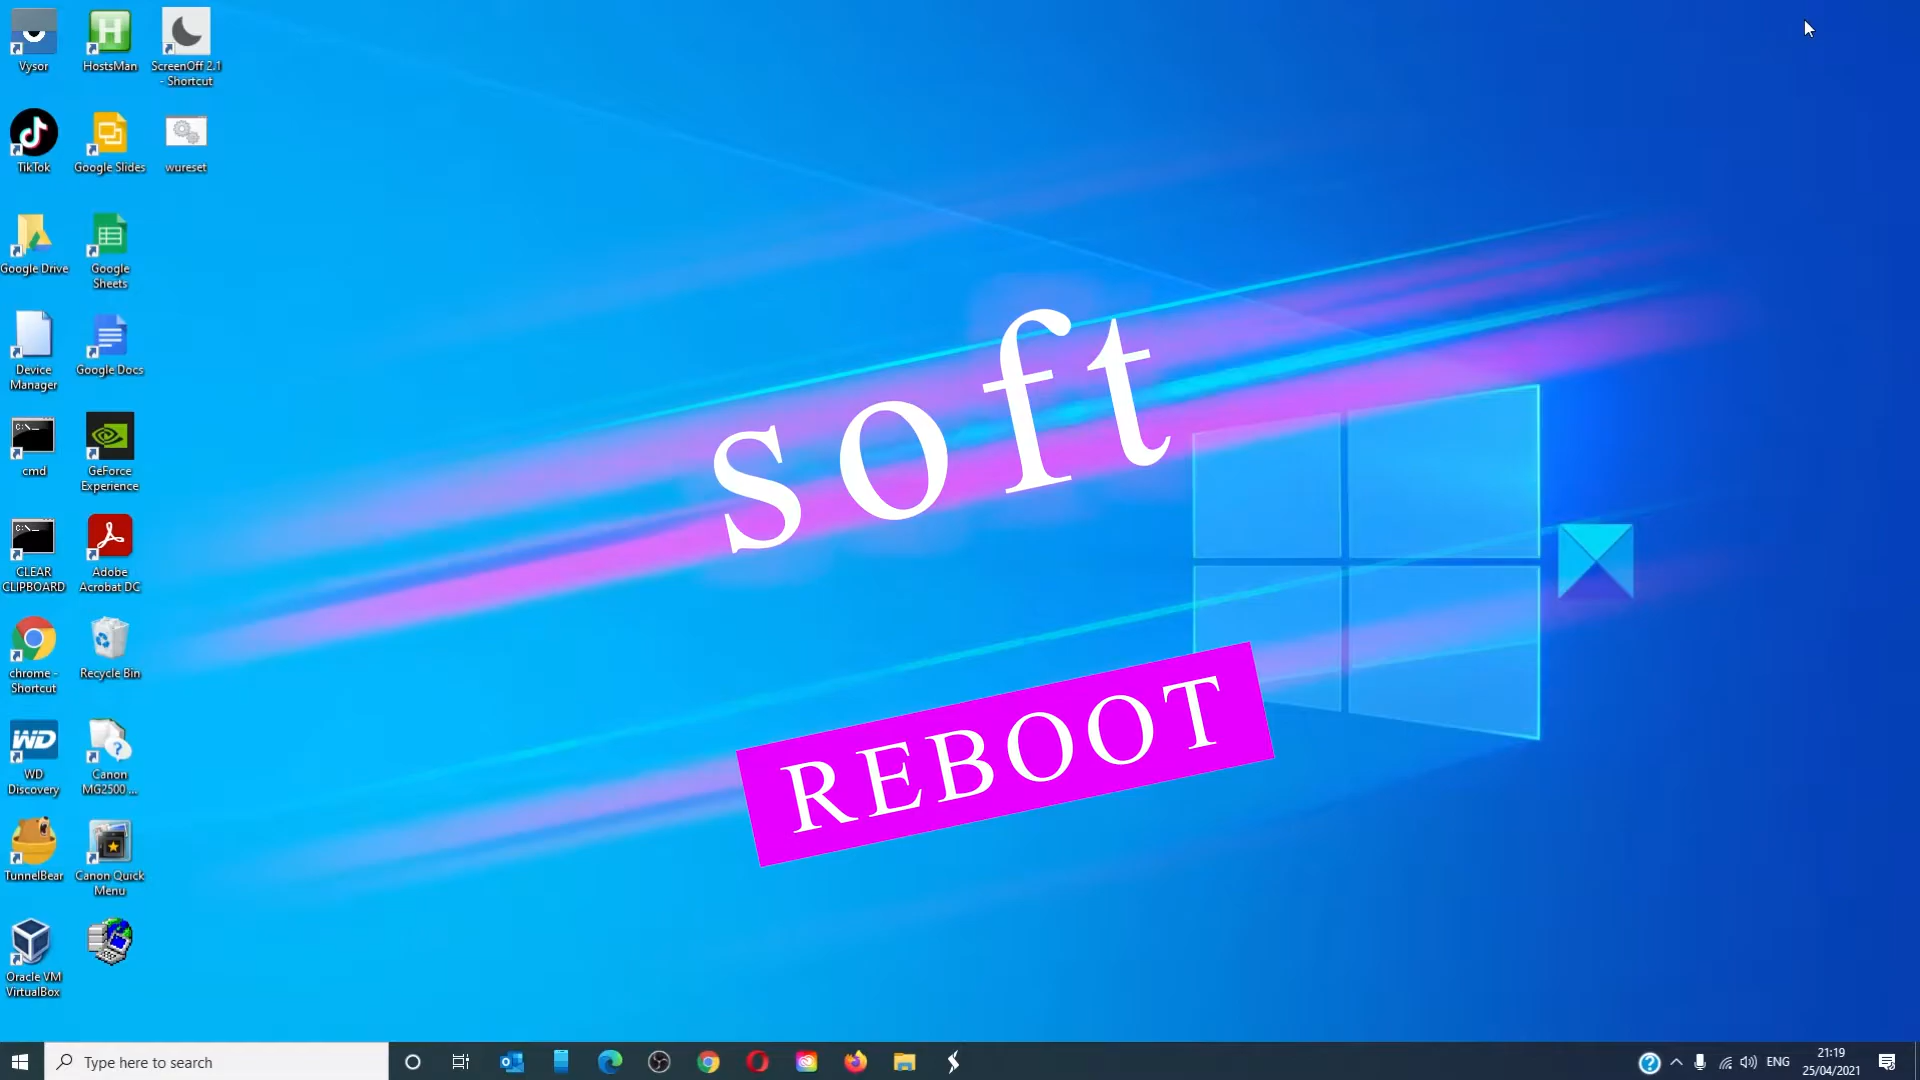 Vysor
HostsMan
ScreenOff 2.1
- Shortcut
TikTok
Google Slides
wureset
Google Drive
Google
Sheets
Device
Manager
Google Docs
C:\_
cmd
GeForce
Experience
C:\_
CLEAR
CLIPBOARD
Adobe
Acrobat DC
chrome -
Shortcut
Recycle Bin
WD
WD
Discovery
Canon
MG2500 ...
TunnelBear
Canon Quick
Menu
Oracle VM
VirtualBox
soft
REBOOT
Type here to search
ENG
21:19
25/04/2021